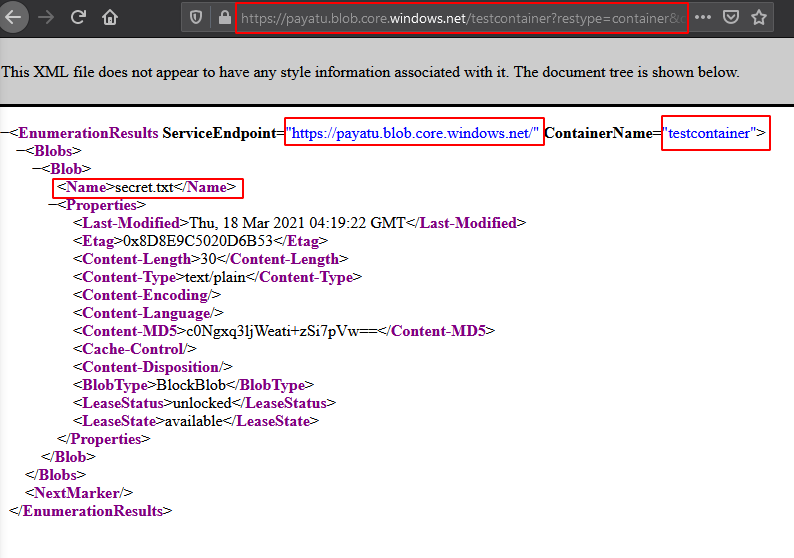 https://payatu.blob.core.windows.net/testcontainer?restype=container&
This XML file does not appear to have any style information associated with it. The document tree is shown below.
−<EnumerationResults ServiceEndpoint="https://payatu.blob.core.windows.net/" ContainerName="testcontainer">
−<Blobs>
−<Blob>
<Name>secret.txt</Name>
−<Properties>
<Last-Modified>Thu, 18 Mar 2021 04:19:22 GMT</Last-Modified>
<Etag>0x8D8E9C5020D6B53</Etag>
<Content-Length>30</Content-Length>
<Content-Type>text/plain</Content-Type>
<Content-Encoding/>
<Content-Language/>
<Content-MD5>c0Ngxq3ljWeati+zSi7pVw==</Content-MD5>
<Cache-Control/>
<Content-Disposition/>
<BlobType>BlockBlob</BlobType>
<LeaseStatus>unlocked</LeaseStatus>
<LeaseState>available</LeaseState>
</Properties>
</Blob>
</Blobs>
<NextMarker/>
</EnumerationResults>